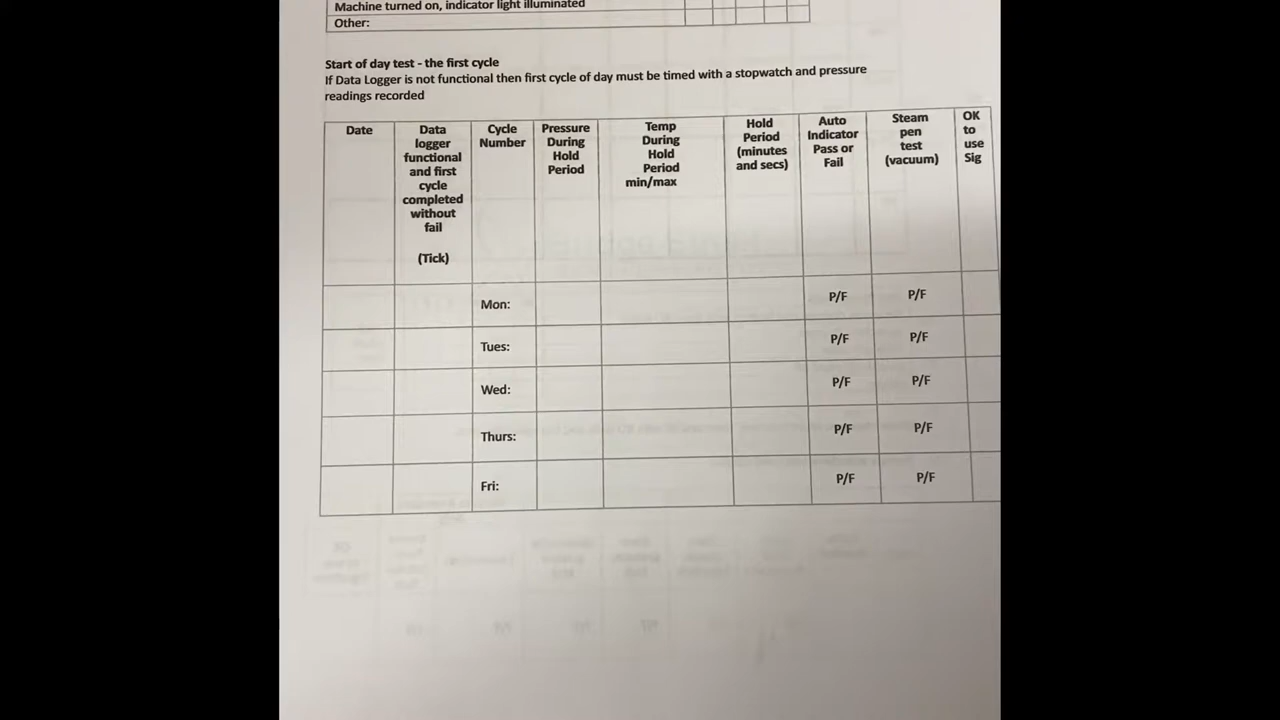 Machine turned on, indicator light illuminated
Other:
Start of day test - the first cycle
If Data Logger is not functional then first cycle of day must be timed with a stopwatch and pressure
readings recorded
Date
Data
logger
functional
and first
cycle
completed
without
fail
(Tick)
Cycle
Number
Pressure
During
Hold
Period
Temp
During
Hold
Period
min/max
Hold
Period
(minutes
and secs)
Auto
Indicator
Pass or
Fail
Steam
pen
test
(vacuum)
OK
to
use
Sig
Mon: P/F P/F
Tues: P/F P/F
Wed: P/F P/F
Thurs: P/F P/F
Fri: P/F P/F